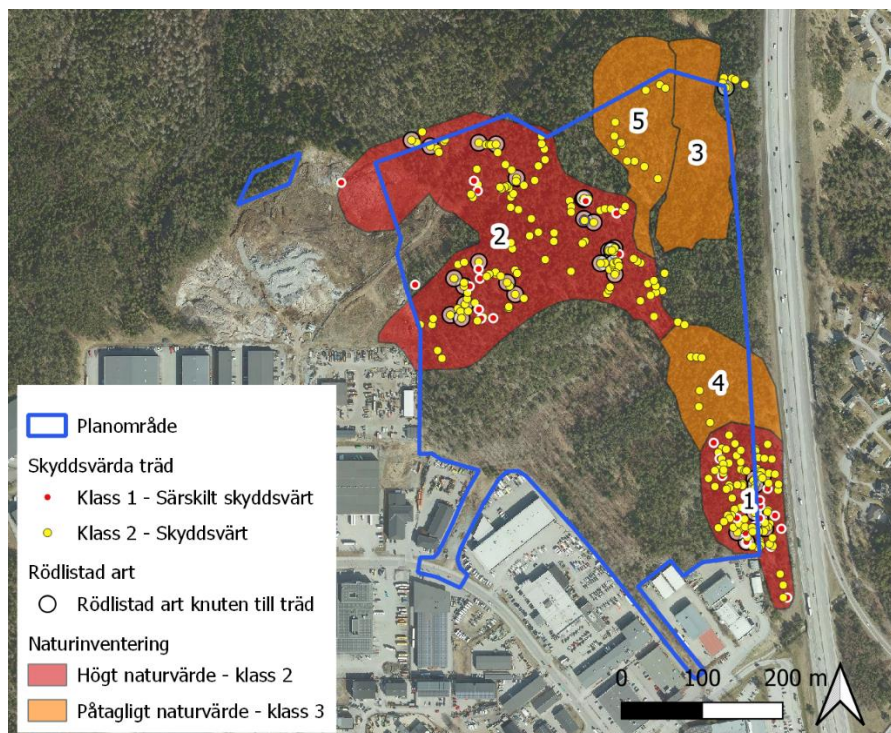 5
3
2
4
1
Planområde
Skyddsvärda träd
Klass 1 - Särskilt skyddsvärt
Klass 2 - Skyddsvärt
Rödlistad art
Rödlistad art knuten till träd
Naturinventering
Högt naturvärde - klass 2
Påtagligt naturvärde - klass 3
0 100 200 m